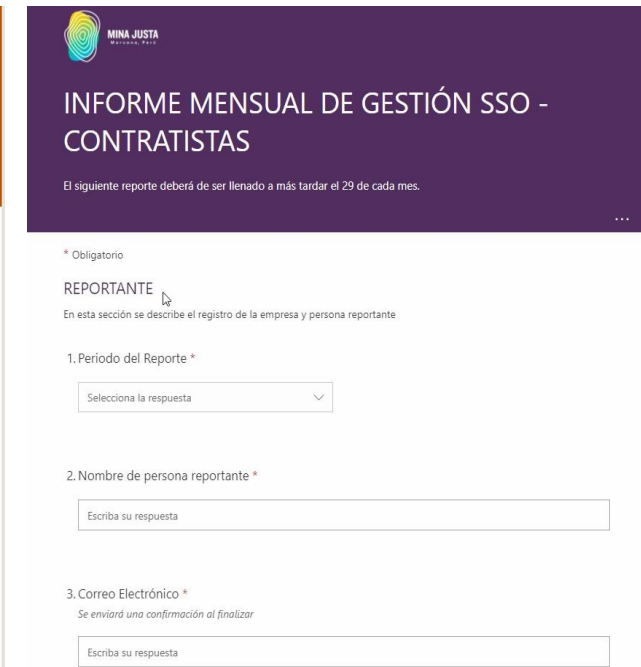 MINA JUSTA
Marcona, Perú
INFORME MENSUAL DE GESTIÓN SSO -
CONTRATISTAS
El siguiente reporte deberá de ser llenado a más tardar el 29 de cada mes.
...
* Obligatorio
REPORTANTE
En esta sección se describe el registro de la empresa y persona reportante
1. Periodo del Reporte *
Selecciona la respuesta
2. Nombre de persona reportante *
Escriba su respuesta
3. Correo Electrónico *
Se enviará una confirmación al finalizar
Escriba su respuesta